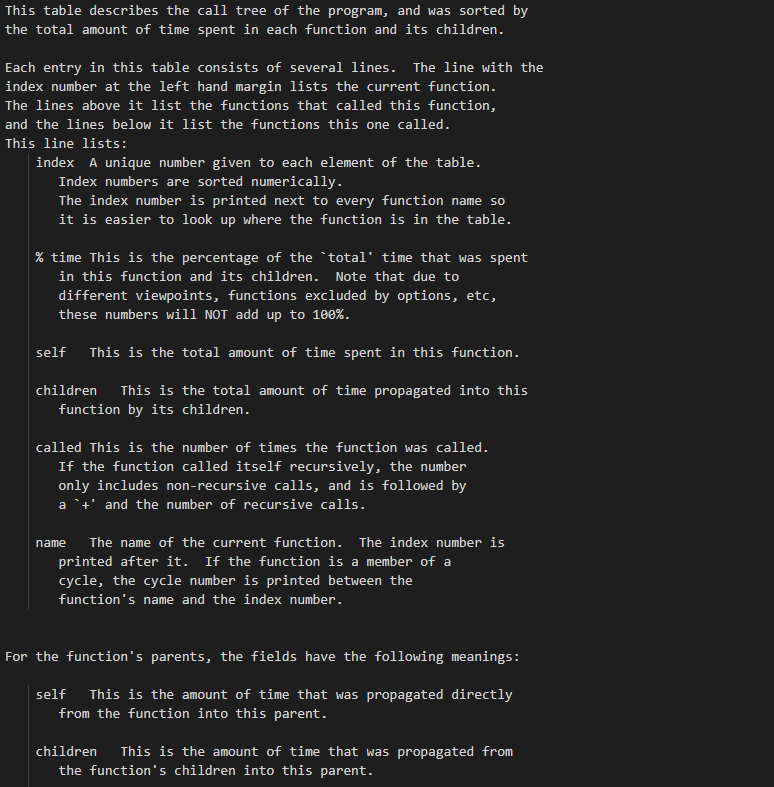 This table describes the call tree of the program, and was sorted by
the total amount of time spent in each function and its children.
Each entry in this table consists of several lines.  The line with the
index number at the left hand margin lists the current function.
The lines above it list the functions that called this function,
and the lines below it list the functions this one called.
This line lists:
index  A unique number given to each element of the table.
Index numbers are sorted numerically.
The index number is printed next to every function name so
it is easier to look up where the function is in the table.
% time This is the percentage of the `total' time that was spent
in this function and its children.  Note that due to
different viewpoints, functions excluded by options, etc,
these numbers will NOT add up to 100%.
self   This is the total amount of time spent in this function.
children   This is the total amount of time propagated into this
function by its children.
called This is the number of times the function was called.
If the function called itself recursively, the number
only includes non-recursive calls, and is followed by
a `+' and the number of recursive calls.
name   The name of the current function.  The index number is
printed after it.  If the function is a member of a
cycle, the cycle number is printed between the
function's name and the index number.
For the function's parents, the fields have the following meanings:
self   This is the amount of time that was propagated directly
from the function into this parent.
children   This is the amount of time that was propagated from
the function's children into this parent.